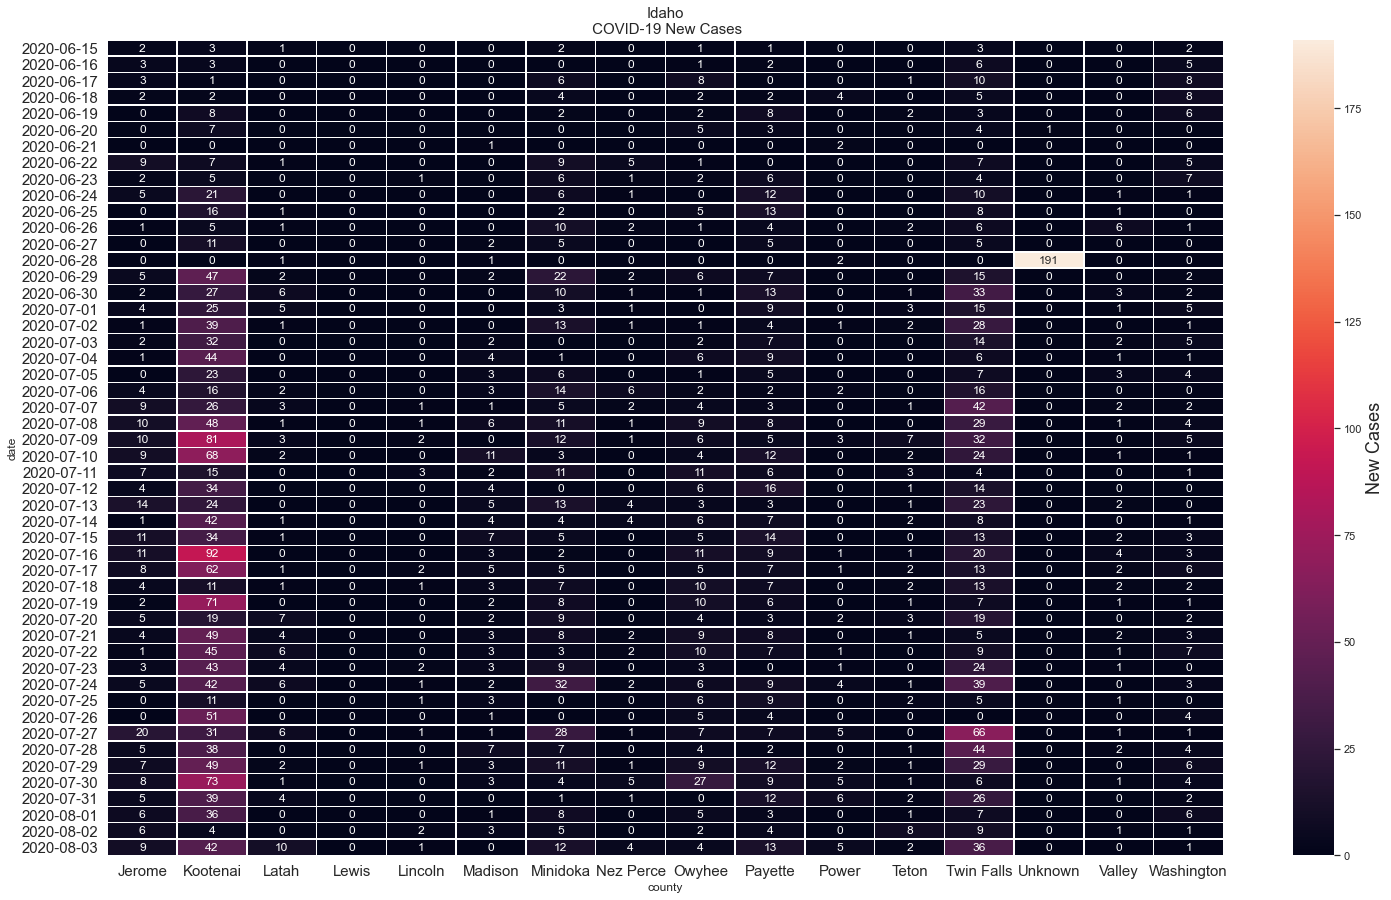 Idaho
COVID-19 New Cases
2020-06-15 2 3 1 0 0 0 2 0 1 1 0 0 3 0 0 2
2020-06-16 3 3 0 0 0 0 0 0 1 2 0 0 6 0 0 5
2020-06-17 3 1 0 0 0 0 6 0 8 0 0 1 10 0 0 8
2020-06-18 2 2 0 0 0 0 4 0 2 2 4 0 5 0 0 8
2020-06-19 0 8 0 0 0 0 2 0 2 8 0 2 3 0 0 6
2020-06-20 0 7 0 0 0 0 0 0 5 3 0 0 4 1 0 0
2020-06-21 0 0 0 0 0 1 0 0 0 0 2 0 0 0 0 0
2020-06-22 9 7 1 0 0 0 9 5 1 0 0 0 7 0 0 5
2020-06-23 2 5 0 0 1 0 6 1 2 6 0 0 4 0 0 7
2020-06-24 5 21 0 0 0 0 6 1 0 12 0 0 10 0 1 1
2020-06-25 0 16 1 0 0 0 2 0 5 13 0 0 8 0 1 0
2020-06-26 1 5 1 0 0 0 10 2 1 4 0 2 6 0 6 1
2020-06-27 0 11 0 0 0 2 5 0 0 5 0 0 5 0 0 0
2020-06-28 0 0 1 0 0 1 0 0 0 0 2 0 0 191 0 0
2020-06-29 5 47 2 0 0 2 22 2 6 7 0 0 15 0 0 2
2020-06-30 2 27 6 0 0 0 10 1 1 13 0 1 33 0 3 2
2020-07-01 4 25 5 0 0 0 3 1 0 9 0 3 15 0 1 5
2020-07-02 1 39 1 0 0 0 13 1 1 4 1 2 28 0 0 1
2020-07-03 2 32 0 0 0 2 0 0 2 7 0 0 14 0 2 5
2020-07-04 1 44 0 0 0 4 1 0 6 9 0 0 6 0 1 1
2020-07-05 0 23 0 0 0 3 6 0 1 5 0 0 7 0 3 4
2020-07-06 4 16 2 0 0 3 14 6 2 2 2 0 16 0 0 0
2020-07-07 9 26 3 0 1 1 5 2 4 3 0 1 42 0 2 2
2020-07-08 10 48 1 0 1 6 11 1 9 8 0 0 29 0 1 4
2020-07-09 10 81 3 0 2 0 12 1 6 5 3 7 32 0 0 5
2020-07-10 9 68 2 0 0 11 3 0 4 12 0 2 24 0 1 1
2020-07-11 7 15 0 0 3 2 11 0 11 6 0 3 4 0 0 1
2020-07-12 4 34 0 0 0 4 0 0 6 16 0 1 14 0 0 0
2020-07-13 14 24 0 0 0 5 13 4 3 3 0 1 23 0 2 0
2020-07-14 1 42 1 0 0 4 4 4 6 7 0 2 8 0 0 1
2020-07-15 11 34 1 0 0 7 5 0 5 14 0 0 13 0 2 3
2020-07-16 11 92 0 0 0 3 2 0 11 9 1 1 20 0 4 3
2020-07-17 8 62 1 0 2 5 5 0 5 7 1 2 13 0 2 6
2020-07-18 4 11 1 0 1 3 7 0 10 7 0 2 13 0 2 2
2020-07-19 2 71 0 0 0 2 8 0 10 6 0 1 7 0 1 1
2020-07-20 5 19 7 0 0 2 9 0 4 3 2 3 19 0 0 2
2020-07-21 4 49 4 0 0 3 8 2 9 8 0 1 5 0 2 3
2020-07-22 1 45 6 0 0 3 3 2 10 7 1 0 9 0 1 7
2020-07-23 3 43 4 0 2 3 9 0 3 0 1 0 24 0 1 0
2020-07-24 5 42 6 0 1 2 32 2 6 9 4 1 39 0 0 3
2020-07-25 0 11 0 0 1 3 0 0 6 9 0 2 5 0 1 0
2020-07-26 0 51 0 0 0 1 0 0 5 4 0 0 0 0 0 4
2020-07-27 20 31 6 0 1 1 28 1 7 7 5 0 66 0 1 1
2020-07-28 5 38 0 0 0 7 7 0 4 2 0 1 44 0 2 4
2020-07-29 7 49 2 0 1 3 11 1 9 12 2 1 29 0 0 6
2020-07-30 8 73 1 0 0 3 4 5 27 9 5 1 6 0 1 4
2020-07-31 5 39 4 0 0 0 1 1 0 12 6 2 26 0 0 2
2020-08-01 6 36 0 0 0 1 8 0 5 3 0 1 7 0 0 6
2020-08-02 6 4 0 0 2 3 5 0 2 4 0 8 9 0 1 1
2020-08-03 9 42 10 0 1 0 12 4 4 13 5 2 36 0 0 1
Jerome Kootenai Latah Lewis Lincoln Madison Minidoka Nez Perce Owyhee Payette Power Teton Twin Falls Unknown Valley Washington
county
date
175
150
125
100
75
50
25
0
New Cases